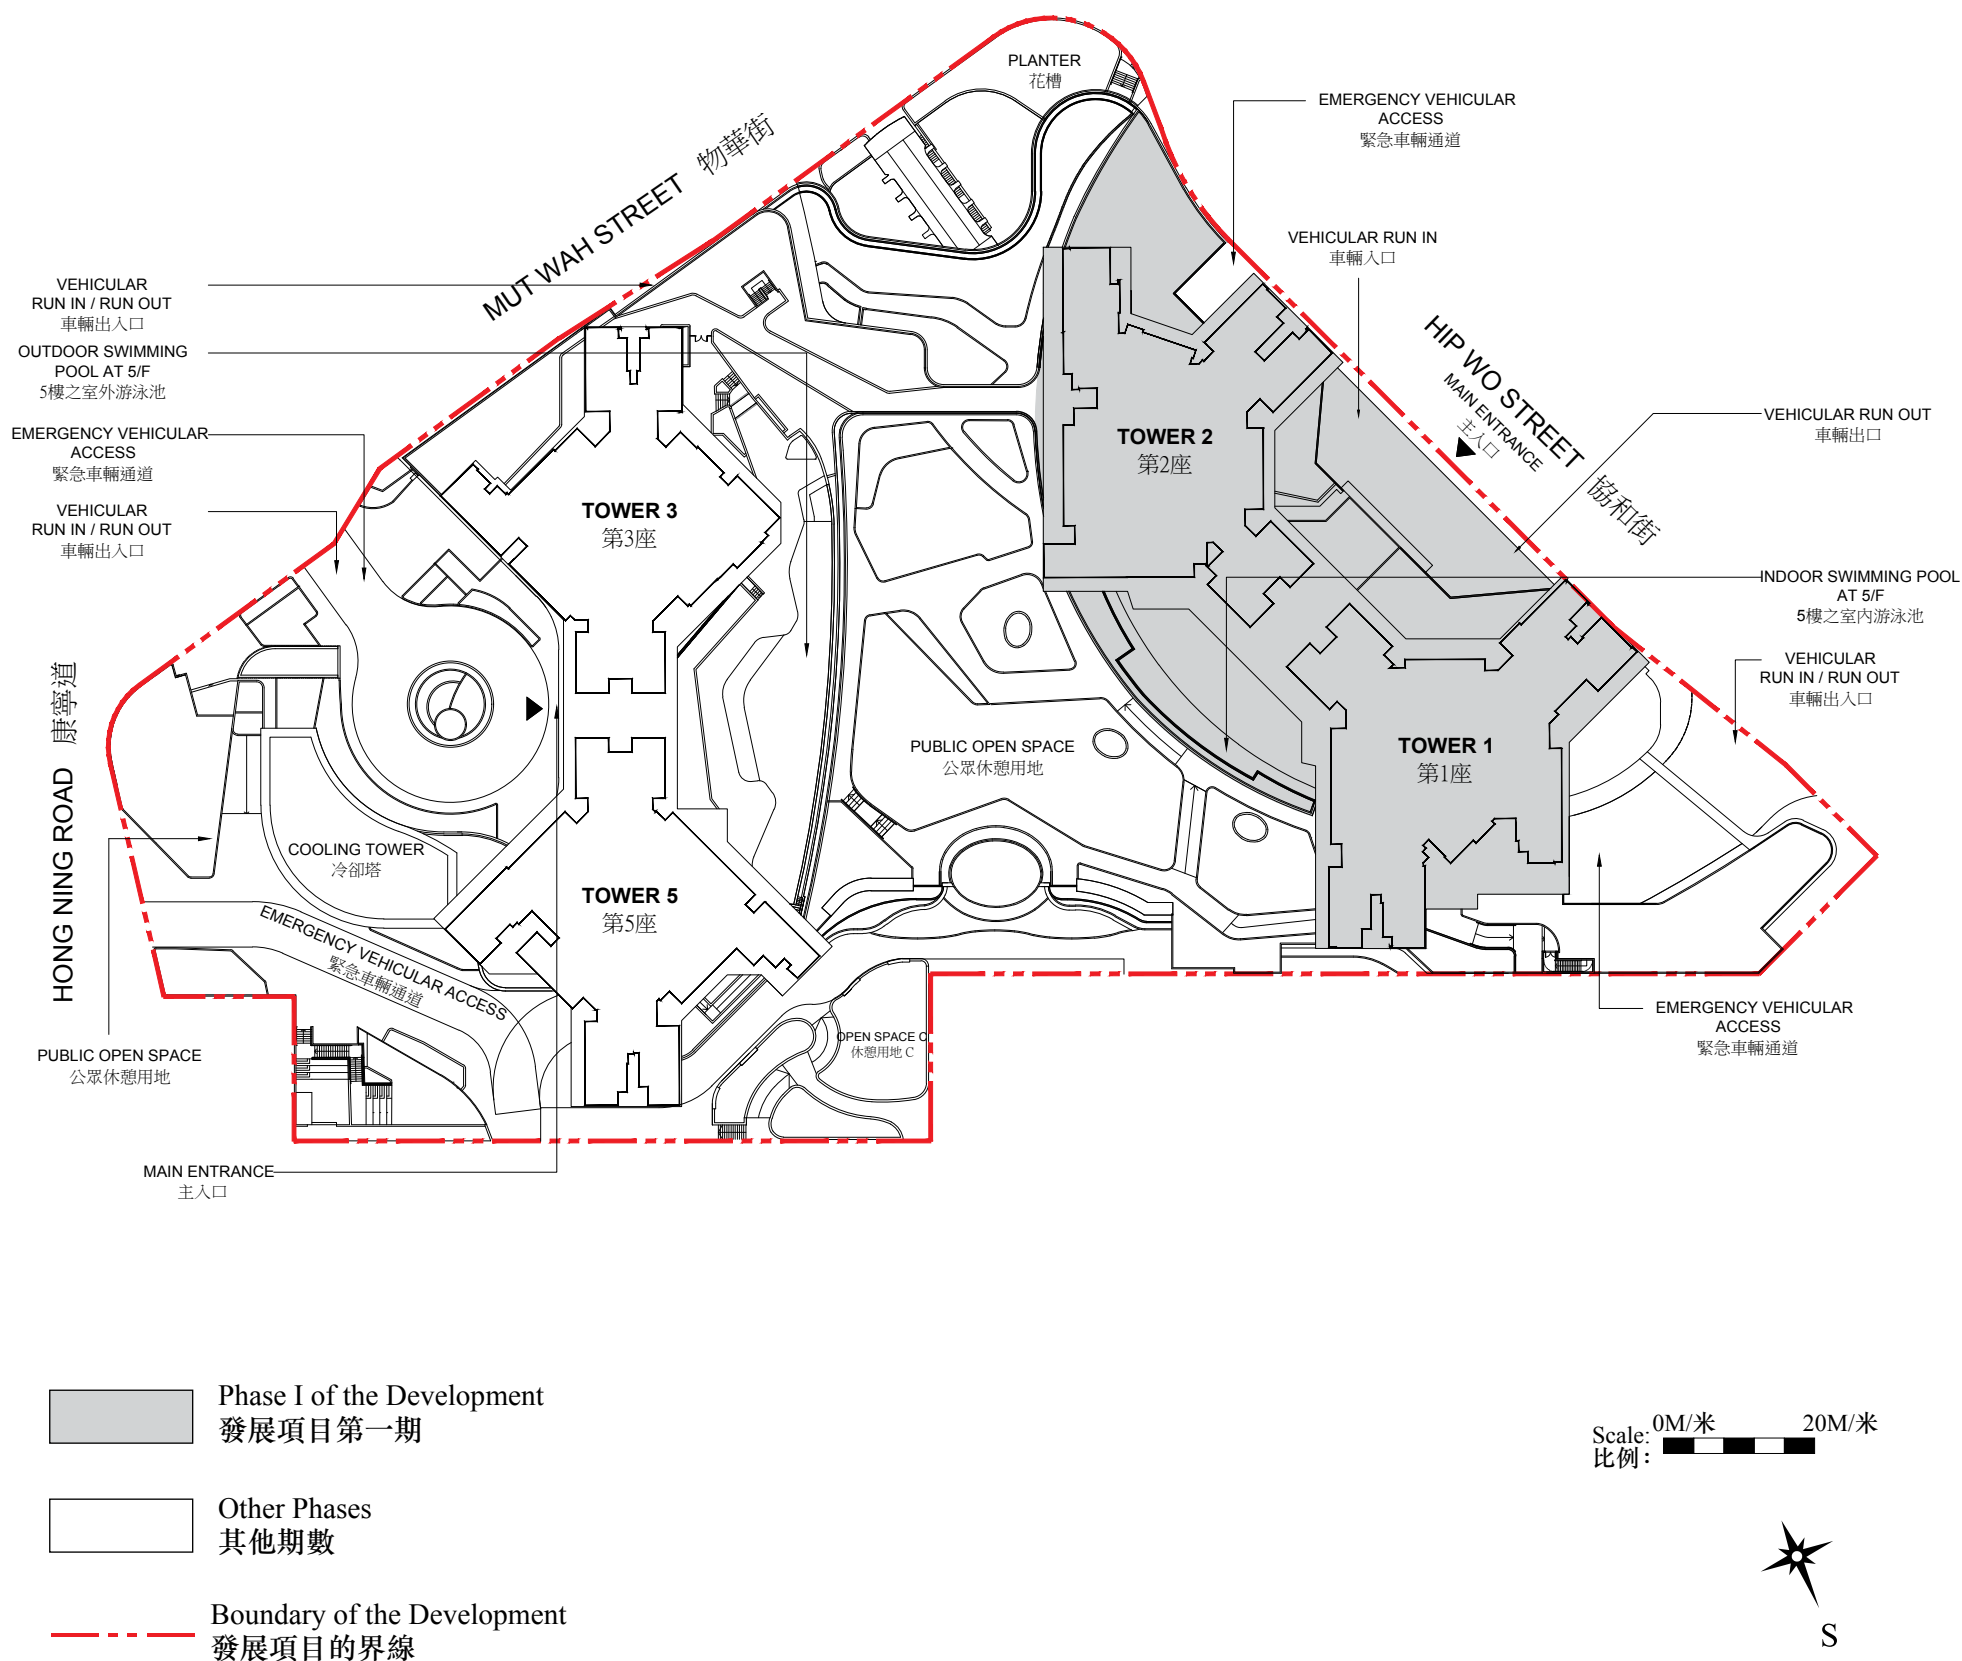 PLANTER
花槽
EMERGENCY VEHICULAR
ACCESS
緊急車輛通道
MUT WAH STREET 物華街
VEHICULAR RUN IN
車輛入口
VEHICULAR
RUN IN / RUN OUT
車輛出入口
OUTDOOR SWIMMING
POOL AT 5/F
5樓之室外游泳池
EMERGENCY VEHICULAR
ACCESS
緊急車輛通道
VEHICULAR
RUN IN / RUN OUT
車輛出入口
HIP WO STREET 協和街
MAIN ENTRANCE
主入口
VEHICULAR RUN OUT
車輛出口
TOWER 2
第2座
TOWER 3
第3座
INDOOR SWIMMING POOL
AT 5/F
5樓之室內游泳池
VEHICULAR
RUN IN / RUN OUT
車輛出入口
HONG NING ROAD 康寧道
PUBLIC OPEN SPACE
公眾休憩用地
TOWER 1
第1座
COOLING TOWER
冷卻塔
TOWER 5
第5座
EMERGENCY VEHICULAR ACCESS
緊急車輛通道
OPEN SPACE C
休憩用地 C
EMERGENCY VEHICULAR
ACCESS
緊急車輛通道
PUBLIC OPEN SPACE
公眾休憩用地
MAIN ENTRANCE
主入口
Phase I of the Development
發展項目第一期
Other Phases
其他期數
Boundary of the Development
發展項目的界線
Scale: 0M/米 20M/米
比例：
S